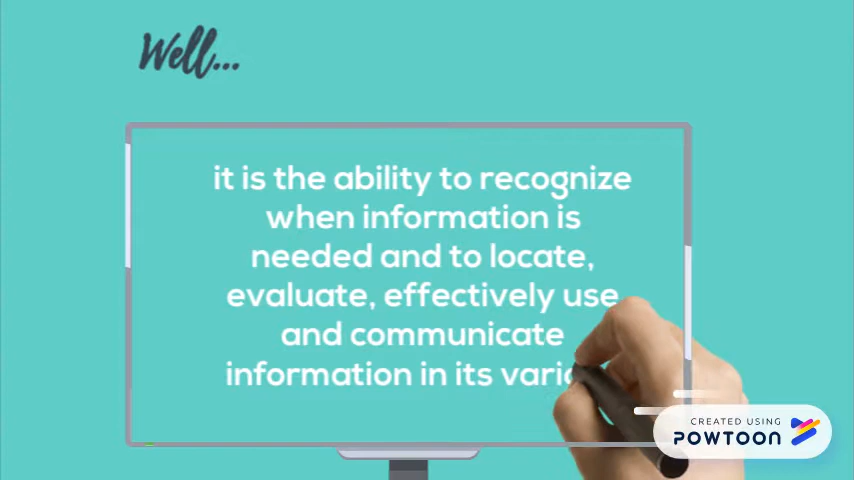 Well...
it is the ability to recognize
when information is
needed and to locate,
evaluate, effectively use
and communicate
information in its
CREATED USING
POWTOON